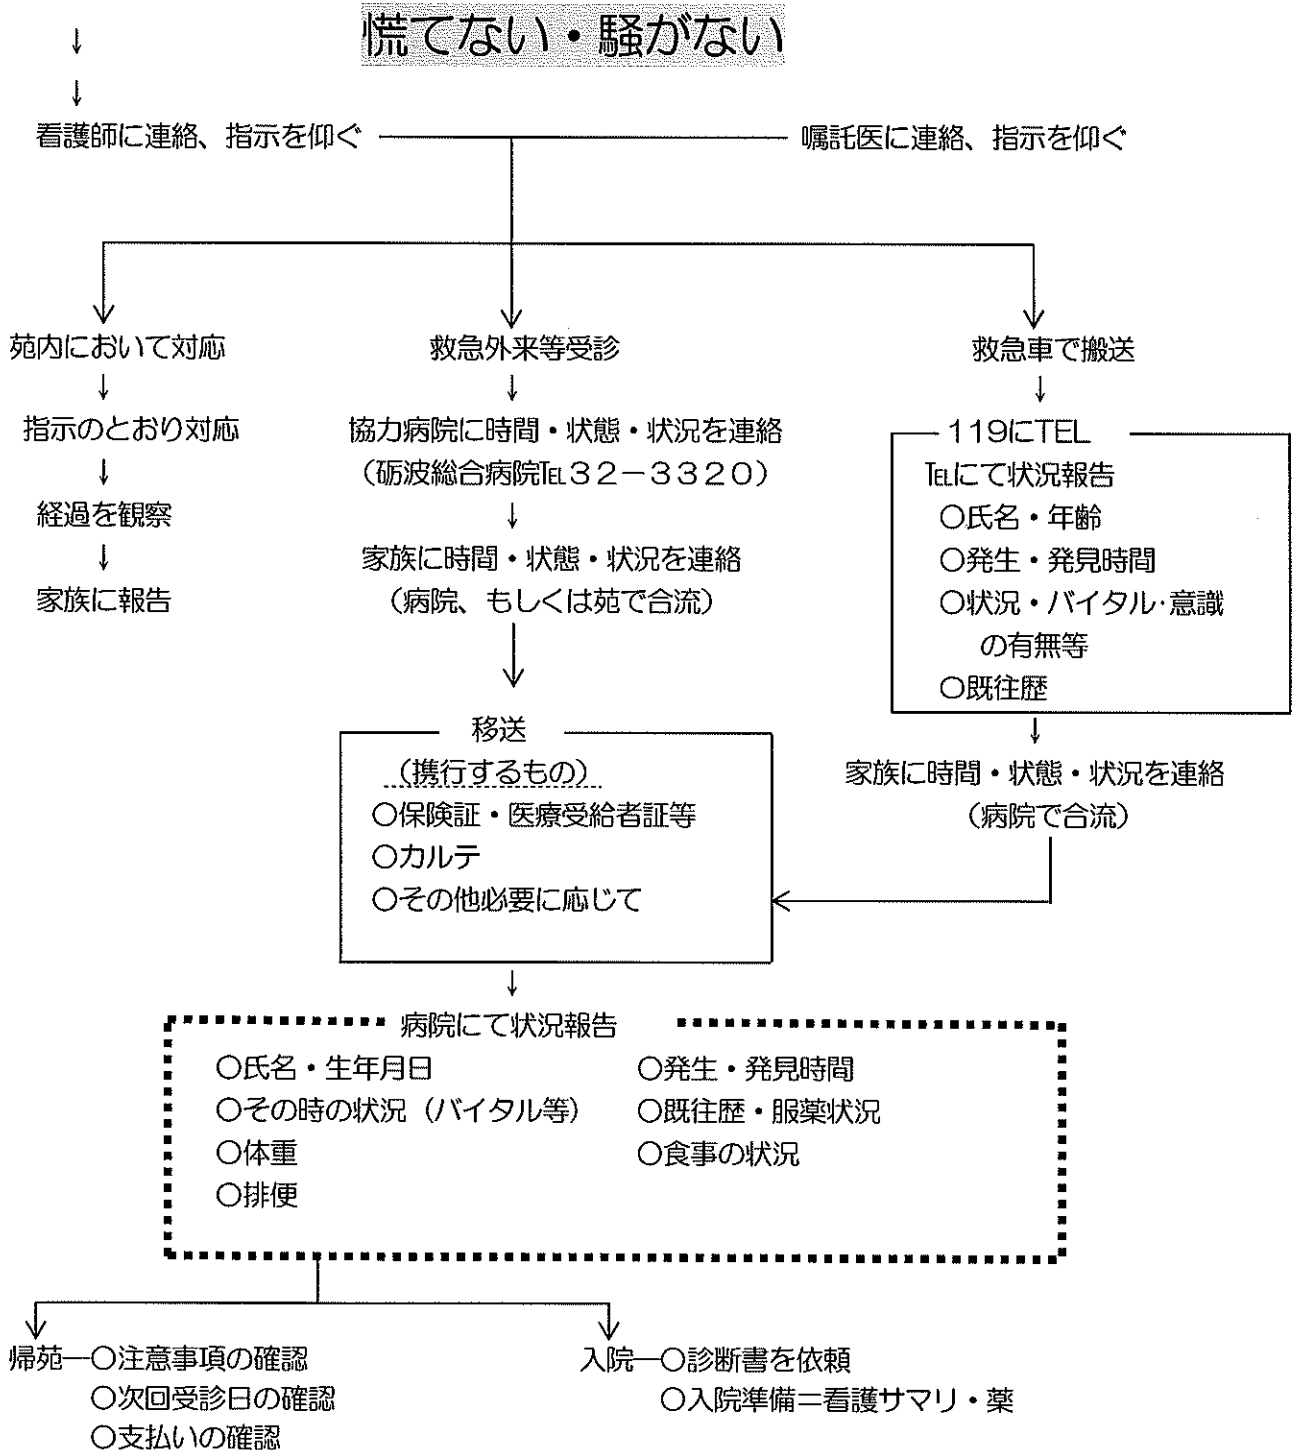 慌てない・騒がない
↓
↓
看護師に連絡、指示を仰ぐ
嘱託医に連絡、指示を仰ぐ
苑内において対応
↓
指示のとおり対応
↓
経過を観察
↓
家族に報告
救急外来等受診
↓
協力病院に時間・状態・状況を連絡
（砺波総合病院℡３２－３３２０）
↓
家族に時間・状態・状況を連絡
（病院、もしくは苑で合流）
救急車で搬送
↓
119にTEL
℡にて状況報告
○氏名・年齢
○発生・発見時間
○状況・バイタル・意識
の有無等
○既往歴
↓
家族に時間・状態・状況を連絡
（病院で合流）
移送
（携行するもの）
○保険証・医療受給者証等
○カルテ
○その他必要に応じて
↓
病院にて状況報告
○氏名・生年月日
○発生・発見時間
○その時の状況（バイタル等）
○既往歴・服薬状況
○体重
○食事の状況
○排便
帰苑―○注意事項の確認
○次回受診日の確認
○支払いの確認
入院―○診断書を依頼
○入院準備＝看護サマリ・薬